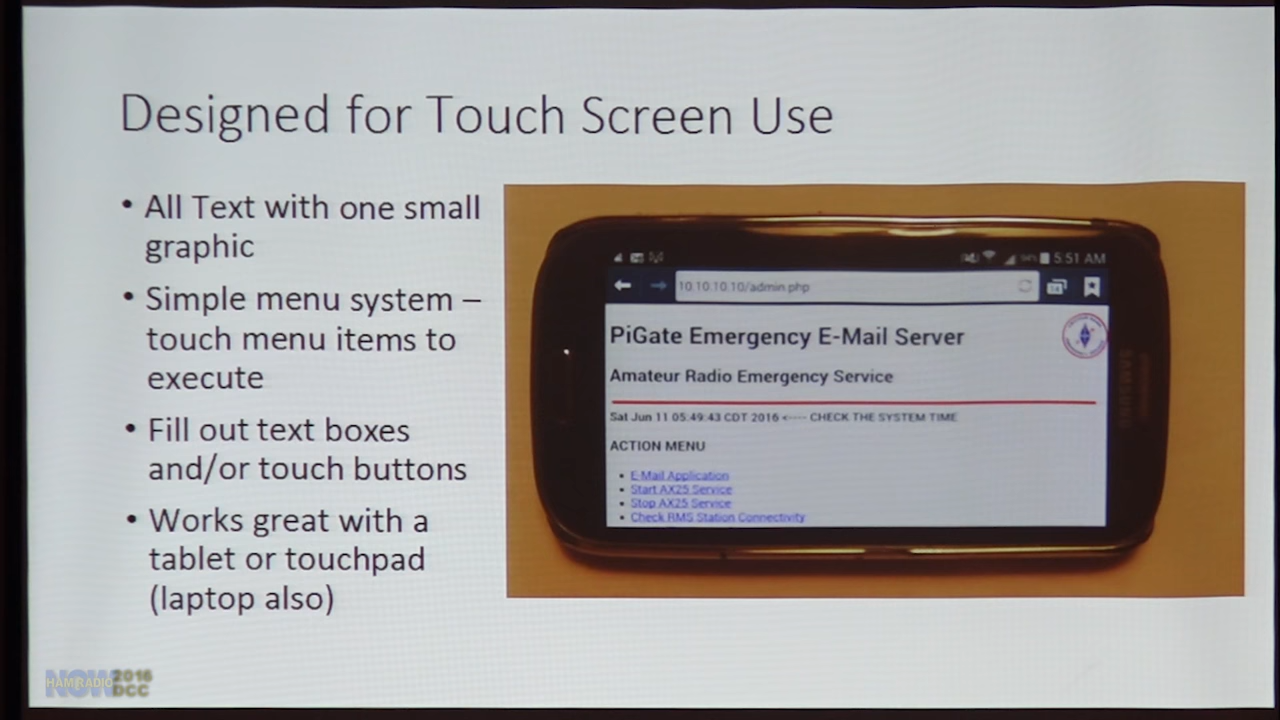 Designed for Touch Screen Use
• All Text with one small
graphic
• Simple menu system –
touch menu items to
execute
• Fill out text boxes
and/or touch buttons
• Works great with a
tablet or touchpad
(laptop also)
5:51 AM
10.10.10.10/admin.php
PiGate Emergency E-Mail Server
Amateur Radio Emergency Service
Sat Jun 11 05:49:43 CDT 2016 <---- CHECK THE SYSTEM TIME
ACTION MENU
• E-Mail Application
• Start AX25 Service
• Stop AX25 Service
• Check RMS Station Connectivity
SAMSUNG
HAM RADIO NOW 2016
DCC